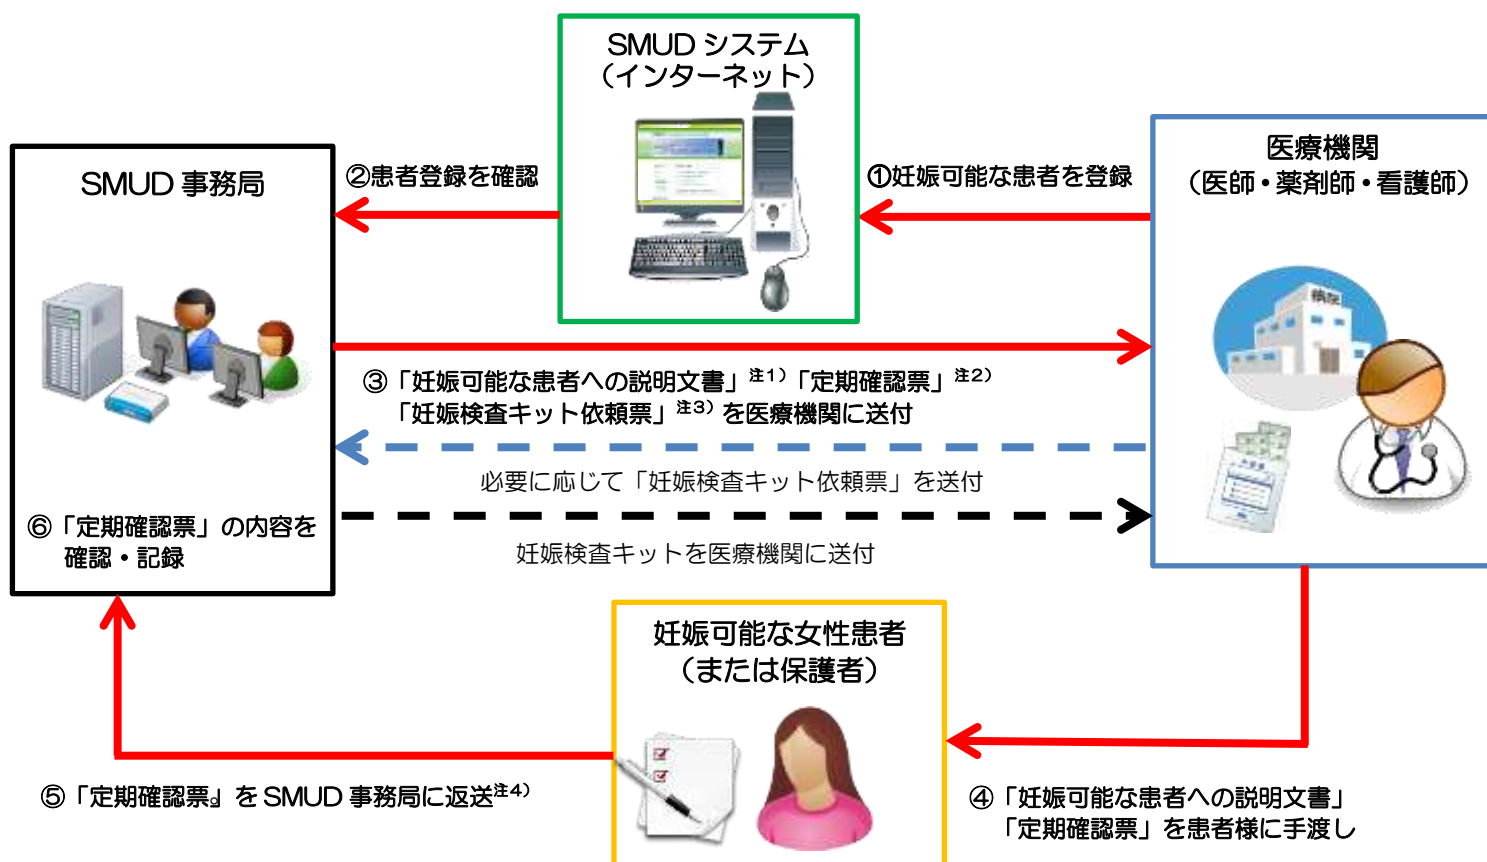 SMUD システム
（インターネット）
医療機関
（医師・薬剤師・看護師）
SMUD 事務局
②患者登録を確認
①妊娠可能な患者を登録
病院
③「妊娠可能な患者への説明文書」注1）「定期確認票」注2）
「妊娠検査キット依頼票」注3）を医療機関に送付
必要に応じて「妊娠検査キット依頼票」を送付
⑥「定期確認票」の内容を
確認・記録
妊娠検査キットを医療機関に送付
妊娠可能な女性患者
（または保護者）
⑤「定期確認票』を SMUD 事務局に返送注4）
④「妊娠可能な患者への説明文書」
「定期確認票」を患者様に手渡し